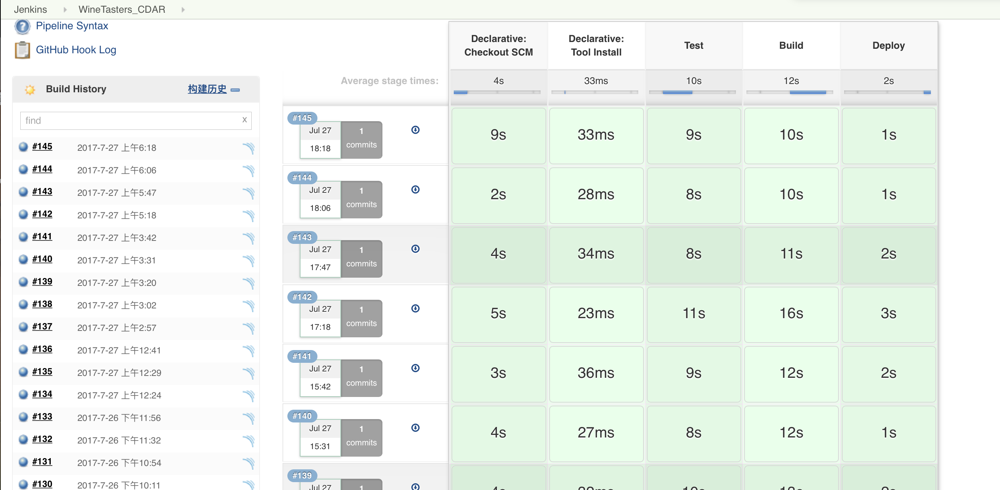 Jenkins WineTasters_CDAR
Pipeline Syntax
GitHub Hook Log
Build History 构建历史
find x
#145 2017-7-27 上午6:18
#144 2017-7-27 上午6:06
#143 2017-7-27 上午5:47
#142 2017-7-27 上午5:18
#141 2017-7-27 上午3:42
#140 2017-7-27 上午3:31
#139 2017-7-27 上午3:20
#138 2017-7-27 上午3:02
#137 2017-7-27 上午2:57
#136 2017-7-27 上午12:41
#135 2017-7-27 上午12:29
#134 2017-7-27 上午12:24
#133 2017-7-26 下午11:56
#132 2017-7-26 下午11:32
#131 2017-7-26 下午10:54
#130 2017-7-26 下午10:11
Declarative:
Checkout SCM
Declarative:
Tool Install
Test
Build
Deploy
Average stage times: 4s 33ms 10s 12s 2s
#145
Jul 27
18:18
1
commits
9s 33ms 9s 10s 1s
#144
Jul 27
18:06
1
commits
2s 28ms 8s 10s 1s
#143
Jul 27
17:47
1
commits
4s 34ms 8s 11s 2s
#142
Jul 27
17:18
1
commits
5s 23ms 11s 16s 3s
#141
Jul 27
15:42
1
commits
3s 36ms 9s 12s 2s
#140
Jul 27
15:31
1
commits
4s 27ms 8s 12s 1s
#139
Jul 27
1